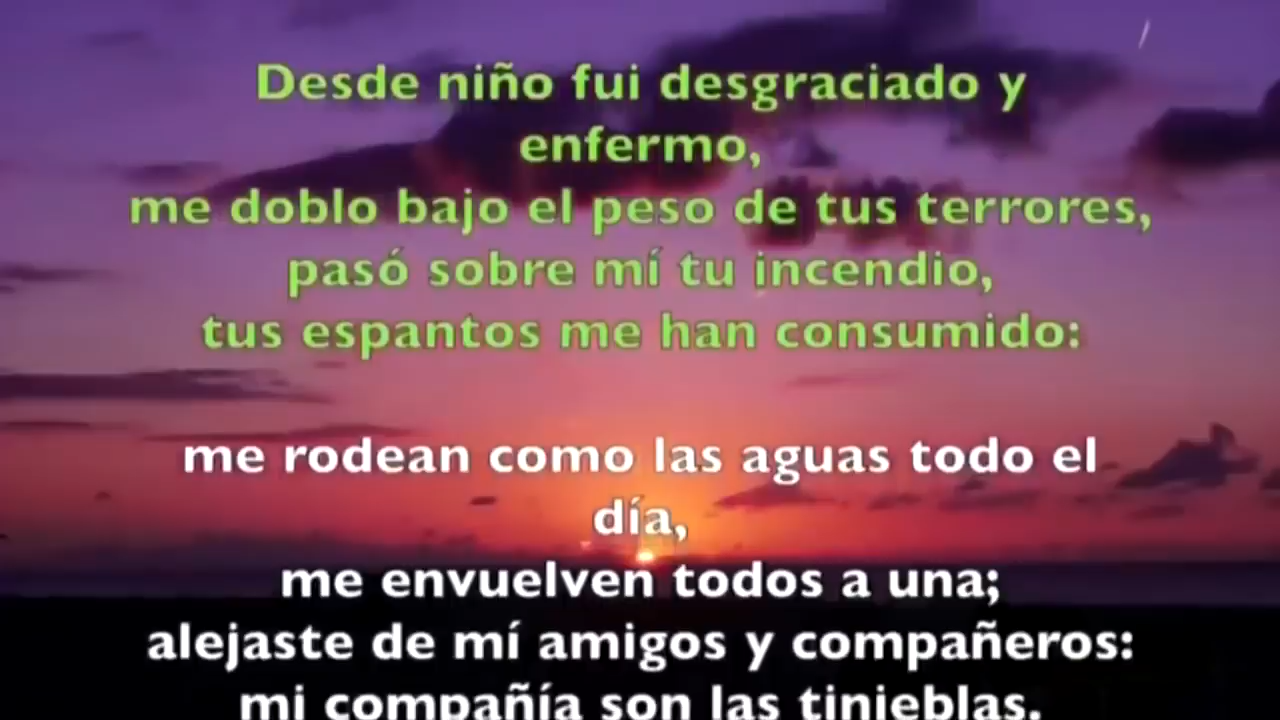 Desde niño fui desgraciado y
enfermo,
me doblo bajo el peso de tus terrores,
pasó sobre mí tu incendio,
tus espantos me han consumido:
me rodean como las aguas todo el
día,
me envuelven todos a una;
alejaste de mí amigos y compañeros:
mi compañía son las tinieblas.